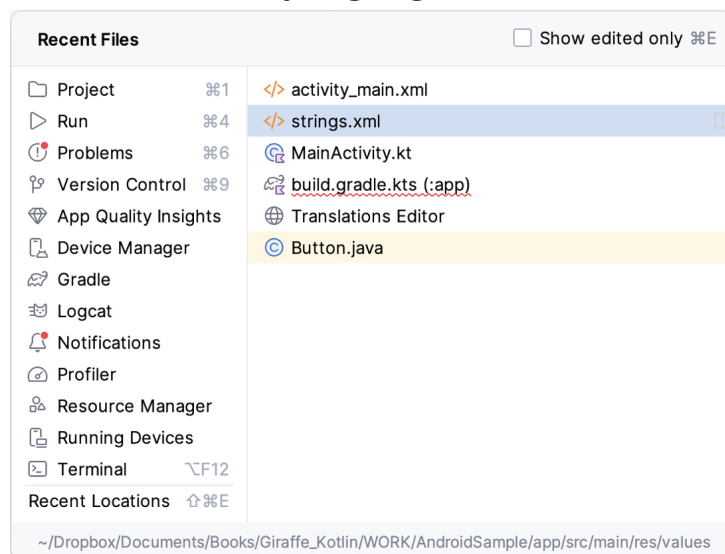 Recent Files
Show edited only ⌘E
Project ⌘1
Run ⌘4
Problems ⌘6
Version Control ⌘9
App Quality Insights
Device Manager
Gradle
Logcat
Notifications
Profiler
Resource Manager
Running Devices
Terminal ⌥F12
Recent Locations ⇧⌘E
activity_main.xml
strings.xml
MainActivity.kt
build.gradle.kts (:app)
Translations Editor
Button.java
~/Dropbox/Documents/Books/Giraffe_Kotlin/WORK/AndroidSample/app/src/main/res/values